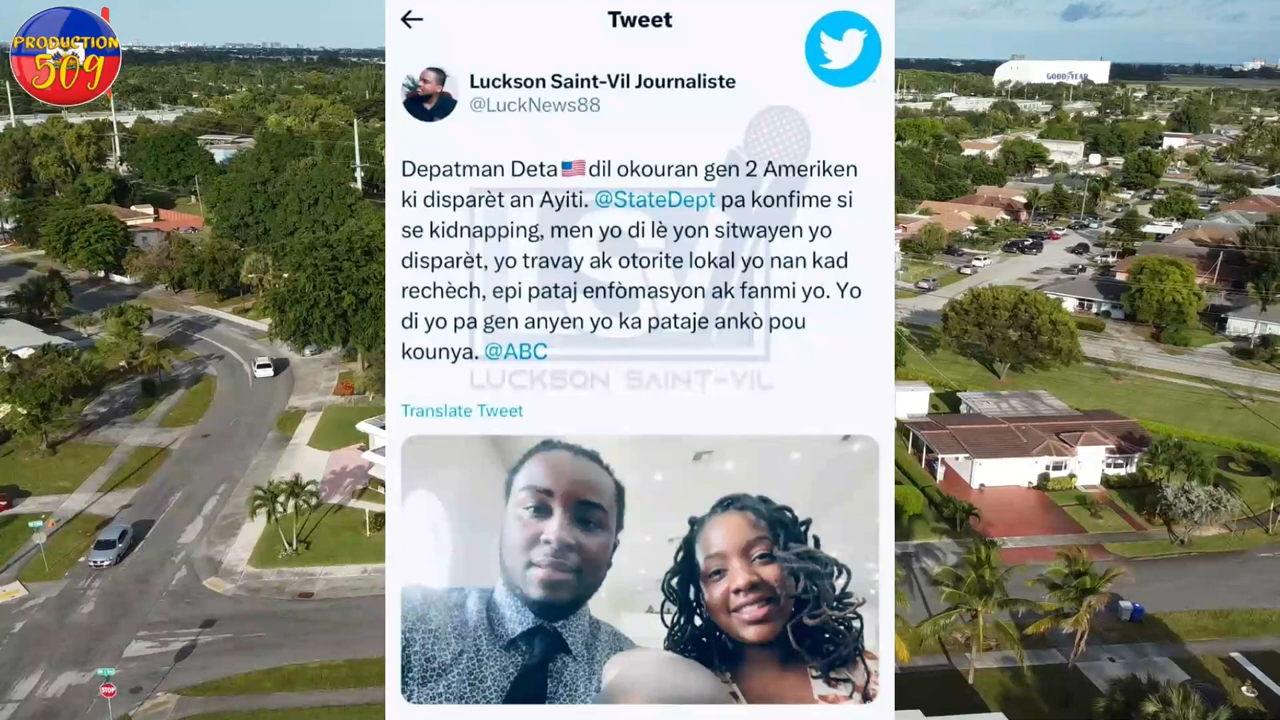 PRODUCTION
509
Tweet
Luckson Saint-Vil Journaliste
@LuckNews88
Depatman Deta🇺🇸dil okouran gen 2 Ameriken
ki disparèt an Ayiti. @StateDept pa konfime si
se kidnapping, men yo di lè yon sitwayen yo
disparèt, yo travay ak otorite lokal yo nan kad
rechèch, epi pataj enfòmasyon ak fanmi yo. Yo
di yo pa gen anyen yo ka pataje ankò pou
kounya. @ABC
LSV
LUCKSON SAINT-VIL
Translate Tweet
GOODYEAR
STOP